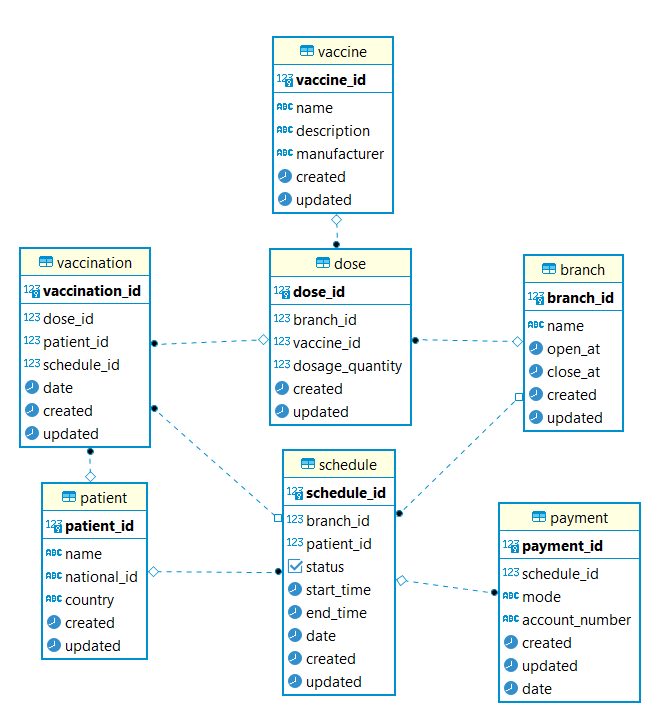 vaccine
123 vaccine_id
ABC name
ABC description
ABC manufacturer
created
updated
vaccination
123 vaccination_id
123 dose_id
123 patient_id
123 schedule_id
date
created
updated
dose
123 dose_id
123 branch_id
123 vaccine_id
123 dosage_quantity
created
updated
branch
123 branch_id
ABC name
open_at
close_at
created
updated
patient
123 patient_id
ABC name
ABC national_id
ABC country
created
updated
schedule
123 schedule_id
123 branch_id
123 patient_id
status
start_time
end_time
date
created
updated
payment
123 payment_id
123 schedule_id
ABC mode
ABC account_number
created
updated
date